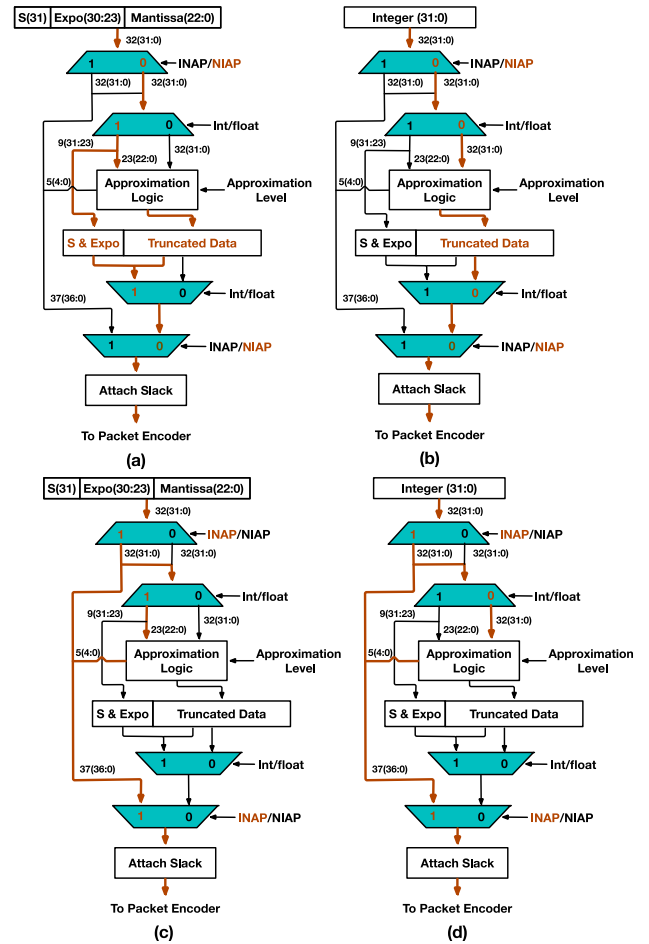 S(31) Expo(30:23) Mantissa(22:0)
32(31:0)
1 0
INAP/NIAP
32(31:0) 32(31:0)
1 0
Int/float
9(31:23)
32(31:0)
23(22:0)
5(4:0)
Approximation Logic
Approximation Level
S & Expo Truncated Data
1 0
Int/float
37(36:0)
1 0
INAP/NIAP
Attach Slack
To Packet Encoder
(a)
Integer (31:0)
32(31:0)
1 0
INAP/NIAP
32(31:0) 32(31:0)
1 0
Int/float
9(31:23)
32(31:0)
23(22:0)
5(4:0)
Approximation Logic
Approximation Level
S & Expo Truncated Data
1 0
Int/float
37(36:0)
1 0
INAP/NIAP
Attach Slack
To Packet Encoder
(b)
S(31) Expo(30:23) Mantissa(22:0)
32(31:0)
1 0
INAP/NIAP
32(31:0) 32(31:0)
1 0
Int/float
9(31:23)
32(31:0)
23(22:0)
5(4:0)
Approximation Logic
Approximation Level
S & Expo Truncated Data
1 0
Int/float
37(36:0)
1 0
INAP/NIAP
Attach Slack
To Packet Encoder
(c)
Integer (31:0)
32(31:0)
1 0
INAP/NIAP
32(31:0) 32(31:0)
1 0
Int/float
9(31:23)
32(31:0)
23(22:0)
5(4:0)
Approximation Logic
Approximation Level
S & Expo Truncated Data
1 0
Int/float
37(36:0)
1 0
INAP/NIAP
Attach Slack
To Packet Encoder
(d)